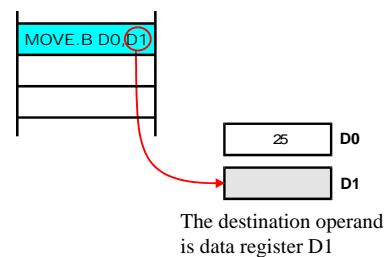 MOVE.B D0,D1
25 D0
D1
The destination operand
is data register D1